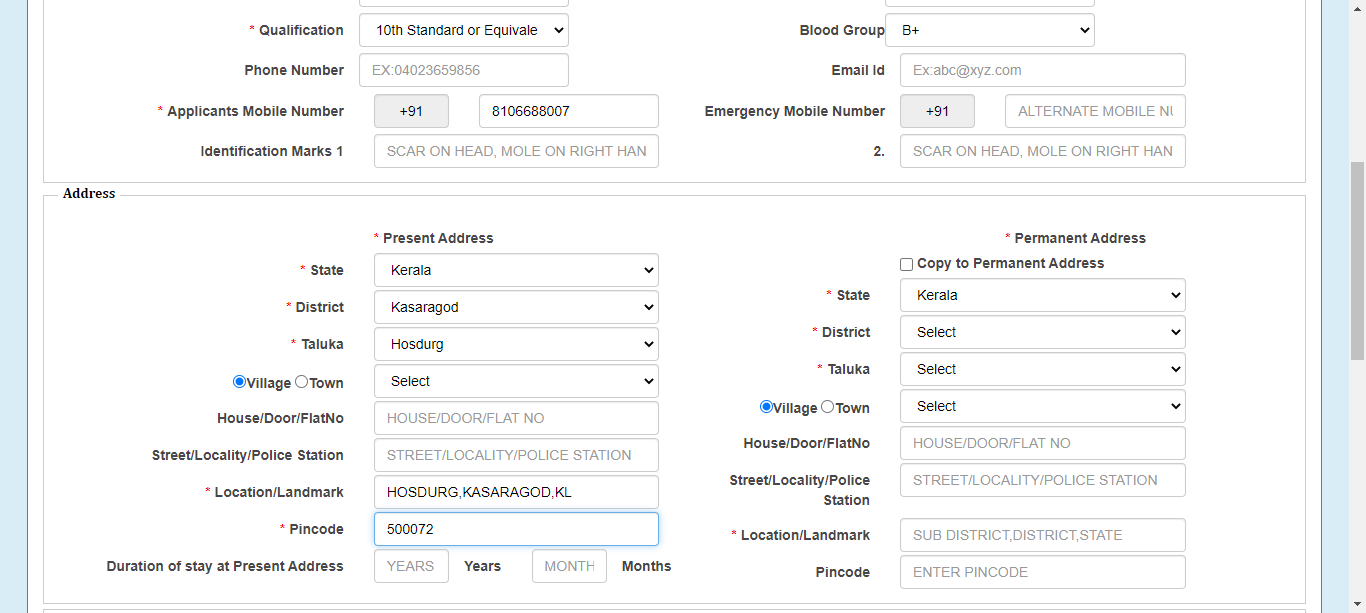 * Qualification 10th Standard or Equivale Blood Group B+
Phone Number EX:04023659856 Email Id Ex:abc@xyz.com
* Applicants Mobile Number +91 8106688007 Emergency Mobile Number +91 ALTERNATE MOBILE NU
Identification Marks 1 SCAR ON HEAD, MOLE ON RIGHT HAN 2. SCAR ON HEAD, MOLE ON RIGHT HAN
Address
* Present Address
* State Kerala
* District Kasaragod
* Taluka Hosdurg
Village Town Select
House/Door/FlatNo HOUSE/DOOR/FLAT NO
Street/Locality/Police Station STREET/LOCALITY/POLICE STATION
* Location/Landmark HOSDURG,KASARAGOD,KL
* Pincode 500072
Duration of stay at Present Address YEARS Years MONTH Months
* Permanent Address
Copy to Permanent Address
* State Kerala
* District Select
* Taluka Select
Village Town Select
House/Door/FlatNo HOUSE/DOOR/FLAT NO
Street/Locality/Police STREET/LOCALITY/POLICE STATION
Station
* Location/Landmark SUB DISTRICT,DISTRICT,STATE
Pincode ENTER PINCODE